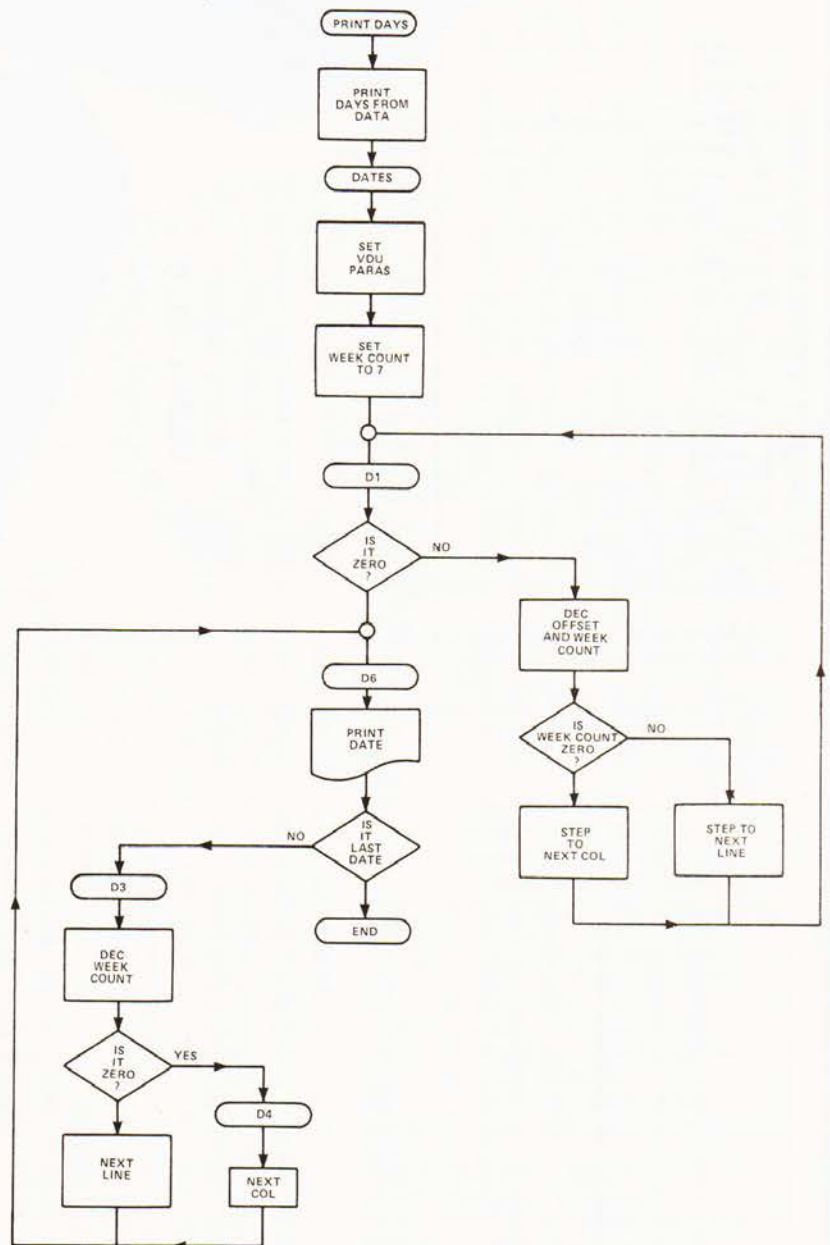 PRINT DAYS
PRINT
DAYS FROM
DATA
DATES
SET
VDU
PARAS
SET
WEEK COUNT
TO 7
D1
IS
IT
ZERO
?
NO
DEC
OFFSET
AND WEEK
COUNT
D6
PRINT
DATE
IS
WEEK COUNT
ZERO
?
NO
IS
IT
LAST
DATE
NO
STEP
TO
NEXT COL
STEP TO
NEXT
LINE
D3
END
DEC
WEEK
COUNT
IS
IT
ZERO
?
YES
D4
NEXT
LINE
NEXT
COL